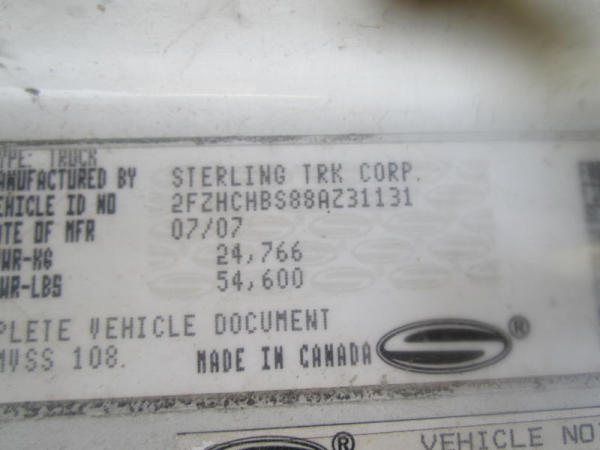 TYPE: TRUCK
MANUFACTURED BY STERLING TRK CORP.
VEHICLE ID NO 2FZHCHBS88AZ31131
ATE OF MFR 07/07
WR-KG 24,766
WR-LBS 54,600
PLETE VEHICLE DOCUMENT
MVSS 108. MADE IN CANADA ®
® VEHICLE NO